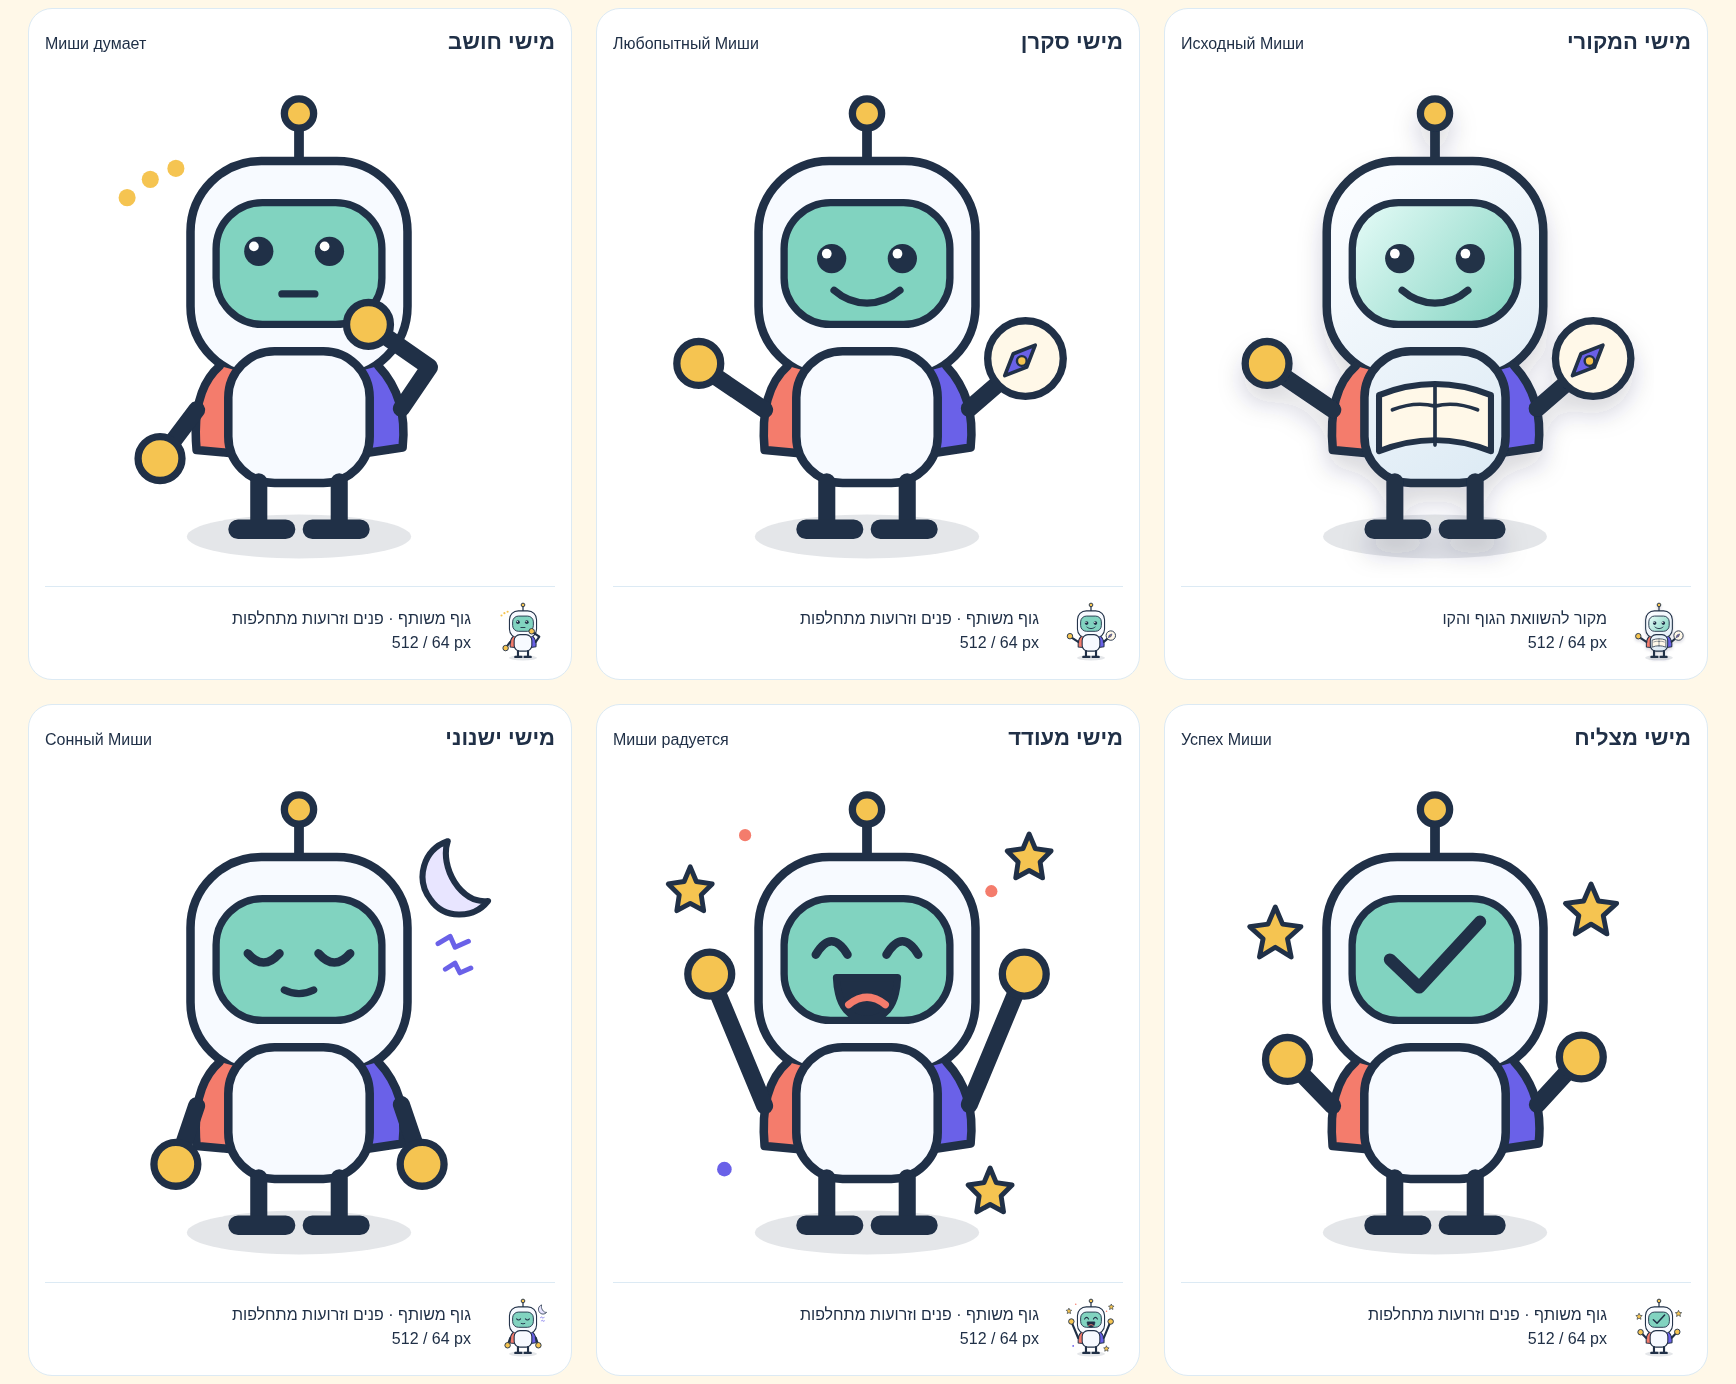 מישי המקורי
Исходный Миши
מקור להשוואת הגוף והקו
512 / 64 px
מישי סקרן
Любопытный Миши
גוף משותף · פנים וזרועות מתחלפות
512 / 64 px
מישי חושב
Миши думает
גוף משותף · פנים וזרועות מתחלפות
512 / 64 px
מישי מצליח
Успех Миши
גוף משותף · פנים וזרועות מתחלפות
512 / 64 px
מישי מעודד
Миши радуется
גוף משותף · פנים וזרועות מתחלפות
512 / 64 px
מישי ישנוני
Сонный Миши
גוף משותף · פנים וזרועות מתחלפות
512 / 64 px